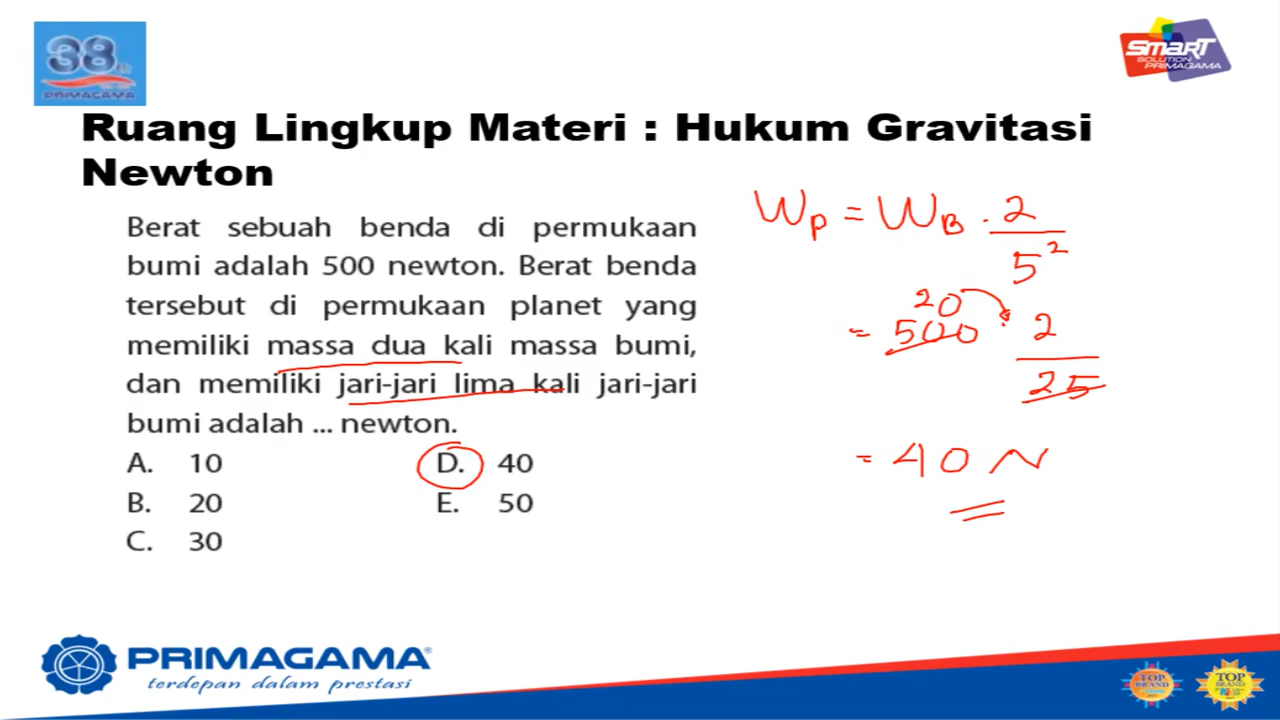 38th
PRIMAGAMA
SMART
SOLUTION
PRIMAGAMA
Ruang Lingkup Materi : Hukum Gravitasi
Newton
Berat sebuah benda di permukaan
bumi adalah 500 newton. Berat benda
tersebut di permukaan planet yang
memiliki massa dua kali massa bumi,
dan memiliki jari-jari lima kali jari-jari
bumi adalah ... newton.
A. 10
B. 20
C. 30
D. 40
E. 50
Wp = WB . 2
5²
20
= 500 . 2
25
= 40 N
PRIMAGAMA®
terdepan dalam prestasi
TOP
BRAND
TOP
BRAND